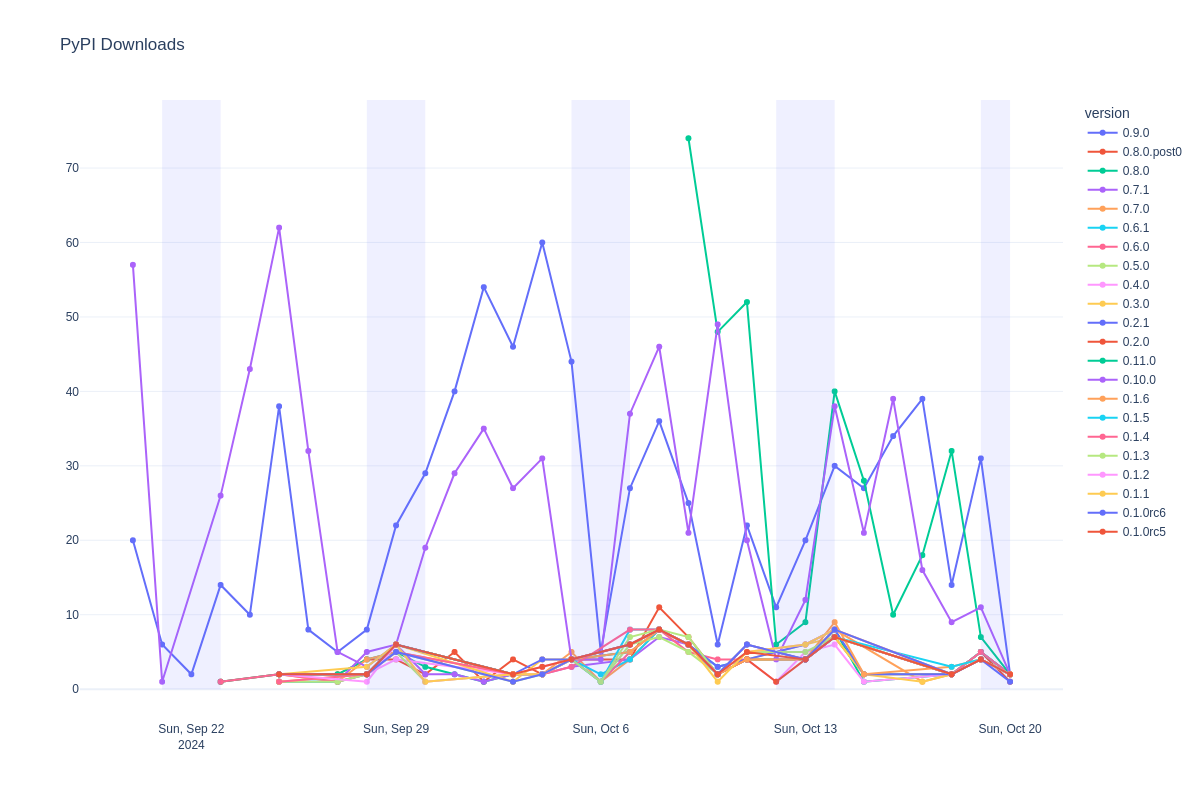 PyPI Downloads
version
0.9.0
0.8.0.post0
0.8.0
0.7.1
0.7.0
0.6.1
0.6.0
0.5.0
0.4.0
0.3.0
0.2.1
0.2.0
0.11.0
0.10.0
0.1.6
0.1.5
0.1.4
0.1.3
0.1.2
0.1.1
0.1.0rc6
0.1.0rc5
70
60
50
40
30
20
10
0
Sun, Sep 22
2024
Sun, Sep 29
Sun, Oct 6
Sun, Oct 13
Sun, Oct 20